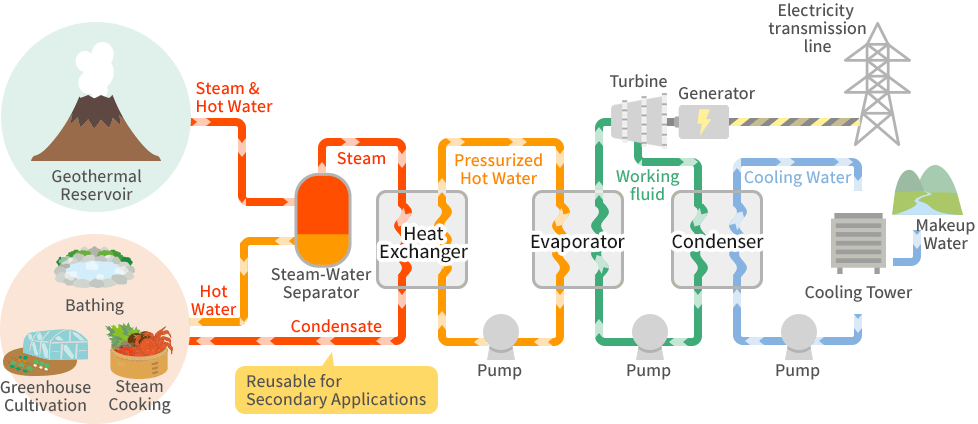 Electricity
transmission
line
Turbine
Generator
Steam &
Hot Water
Steam
Pressurized
Hot Water
Working
fluid
Cooling Water
Geothermal
Reservoir
Heat
Exchanger
Evaporator
Condenser
Makeup
Water
Steam-Water
Separator
Cooling Tower
Bathing
Hot
Water
Condensate
Pump
Pump
Pump
Greenhouse
Cultivation
Steam
Cooking
Reusable for
Secondary Applications